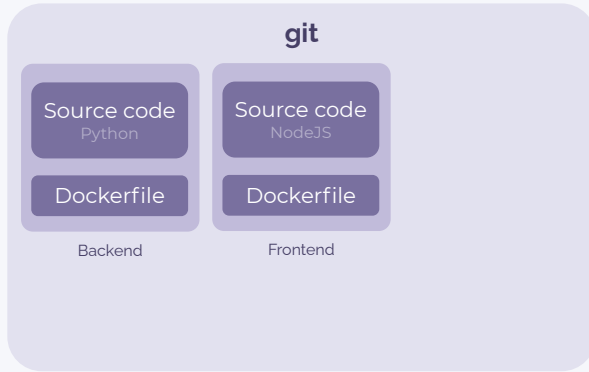 git
Source code
Python
Dockerfile
Backend
Source code
NodeJS
Dockerfile
Frontend